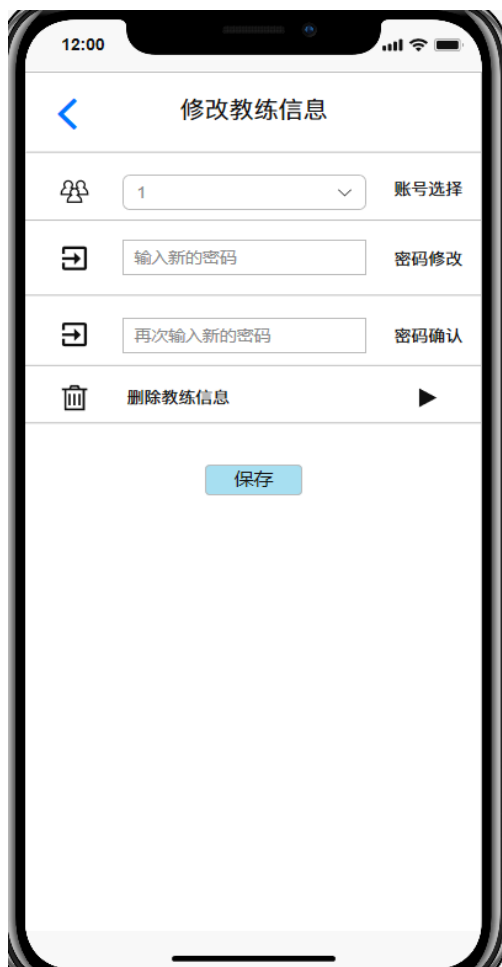 12:00
修改教练信息
1
账号选择
输入新的密码
密码修改
再次输入新的密码
密码确认
删除教练信息
保存